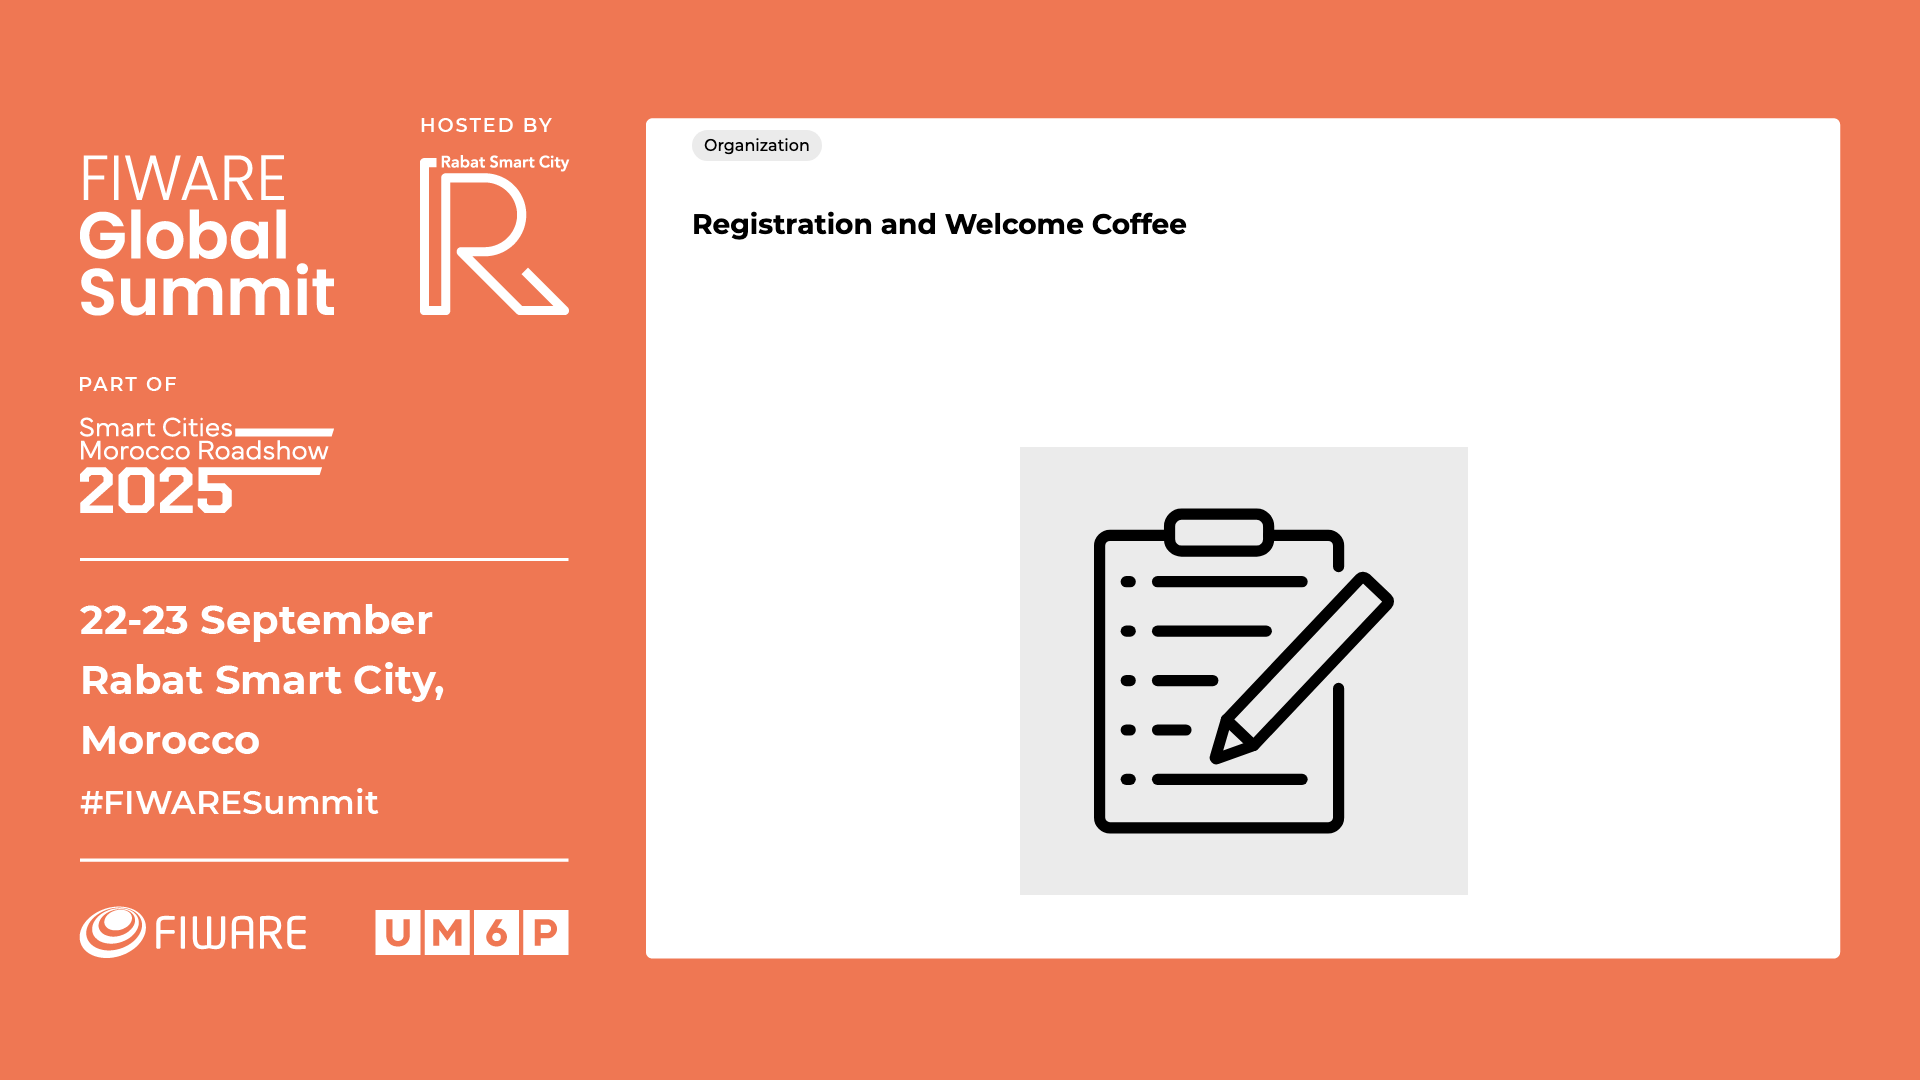 FIWARE
Global
Summit
HOSTED BY
Rabat Smart City
R
PART OF
Smart Cities
Morocco Roadshow
2025
22-23 September
Rabat Smart City,
Morocco
#FIWARESummit
FIWARE
UM6P
Organization
Registration and Welcome Coffee